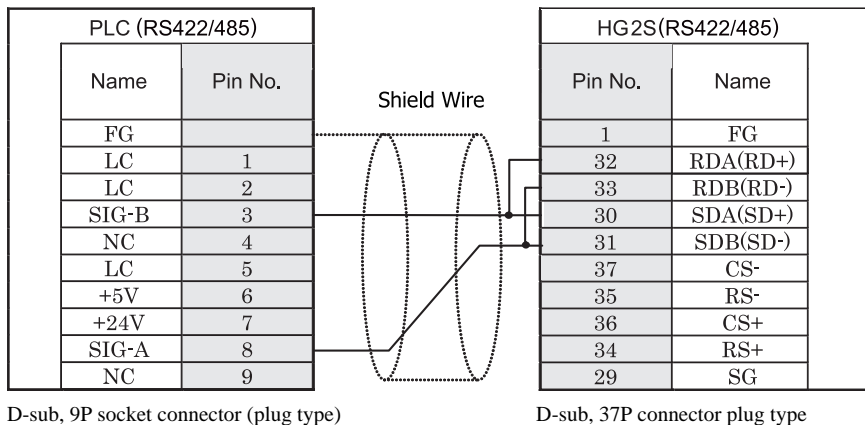 PLC (RS422/485) HG2S(RS422/485)
Name Pin No. Shield Wire Pin No. Name
FG 1 FG
LC 1 32 RDA(RD+)
LC 2 33 RDB(RD-)
SIG-B 3 30 SDA(SD+)
NC 4 31 SDB(SD-)
LC 5 37 CS-
+5V 6 35 RS-
+24V 7 36 CS+
SIG-A 8 34 RS+
NC 9 29 SG
D-sub, 9P socket connector (plug type) D-sub, 37P connector plug type